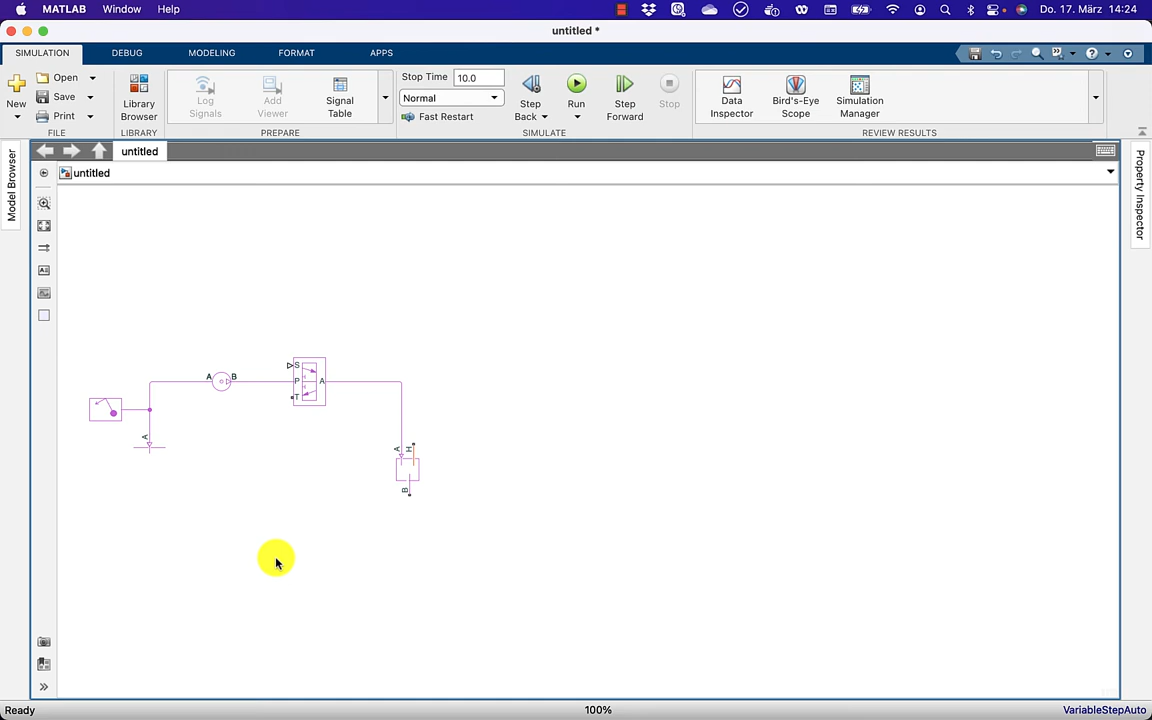 MATLAB Window Help
Do. 17. März 14:24
untitled *
SIMULATION DEBUG MODELING FORMAT APPS
New
Open
Save
Print
FILE
Library Browser
LIBRARY
Log Signals
Add Viewer
Signal Table
PREPARE
Stop Time 10.0
Normal
Fast Restart
Step Back
Run
Step Forward
Stop
SIMULATE
Data Inspector
Bird's-Eye Scope
Simulation Manager
REVIEW RESULTS
untitled
untitled
Model Browser
Property Inspector
A B
S
P A
T
A
A H
B
Ready 100% VariableStepAuto